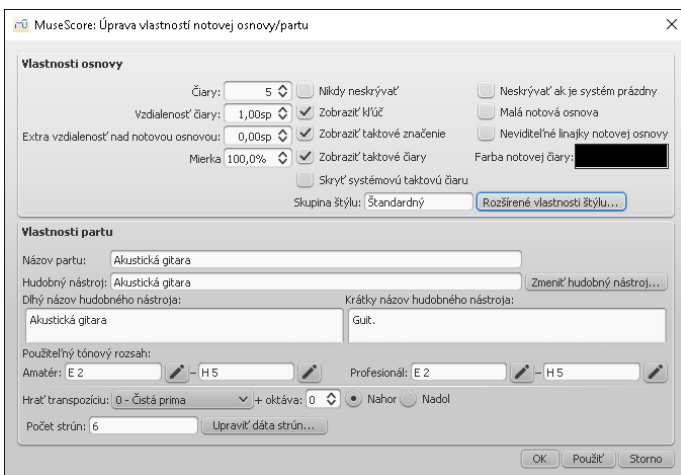 MuseScore: Úprava vlastností notovej osnovy/partu
Vlastnosti osnovy
Čiary: 5 Nikdy neskrývať Neskrývať ak je systém prázdny
Vzdialenosť čiary: 1,00sp Zobraziť kľúč Malá notová osnova
Extra vzdialenosť nad notovou osnovou: 0,00sp Zobraziť taktové značenie Neviditeľné linajky notovej osnovy
Mierka 100,0% Zobraziť taktové čiary Farba notovej čiary:
Skryť systémovú taktovú čiaru
Skupina štýlu: Štandardný Rozšírené vlastnosti štýlu...
Vlastnosti partu
Názov partu: Akustická gitara
Hudobný nástroj: Akustická gitara Zmeniť hudobný nástroj...
Dlhý názov hudobného nástroja: Krátky názov hudobného nástroja:
Akustická gitara Guit.
Použiteľný tónový rozsah:
Amatér: E 2 – H 5 Profesionál: E 2 – H 5
Hrať transpozíciu: 0 - Čistá prima + oktáva: 0 Nahor Nadol
Počet strún: 6 Upraviť dáta strún...
OK Použiť Storno